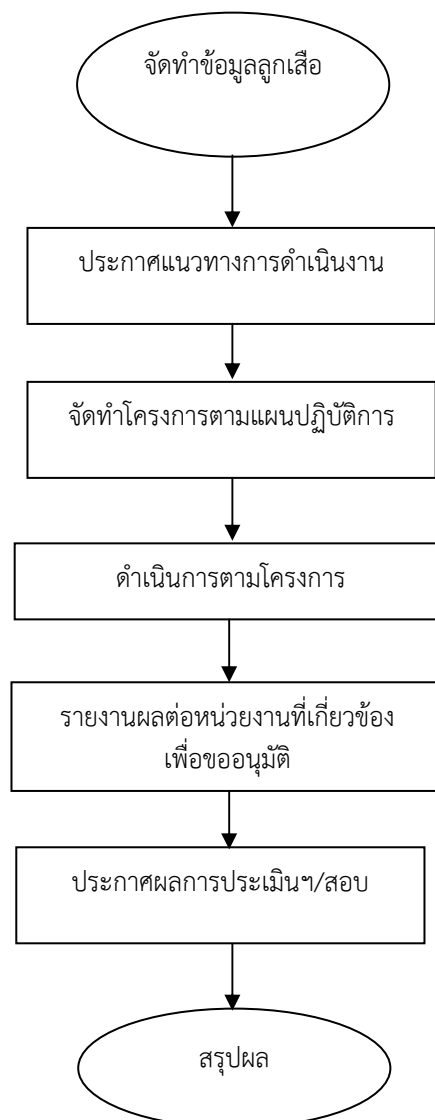 จัดทำข้อมูลลูกเสือ
ประกาศแนวทางการดำเนินงาน
จัดทำโครงการตามแผนปฏิบัติการ
ดำเนินการตามโครงการ
รายงานผลต่อหน่วยงานที่เกี่ยวข้อง
เพื่อขออนุมัติ
ประกาศผลการประเมินฯ/สอบ
สรุปผล